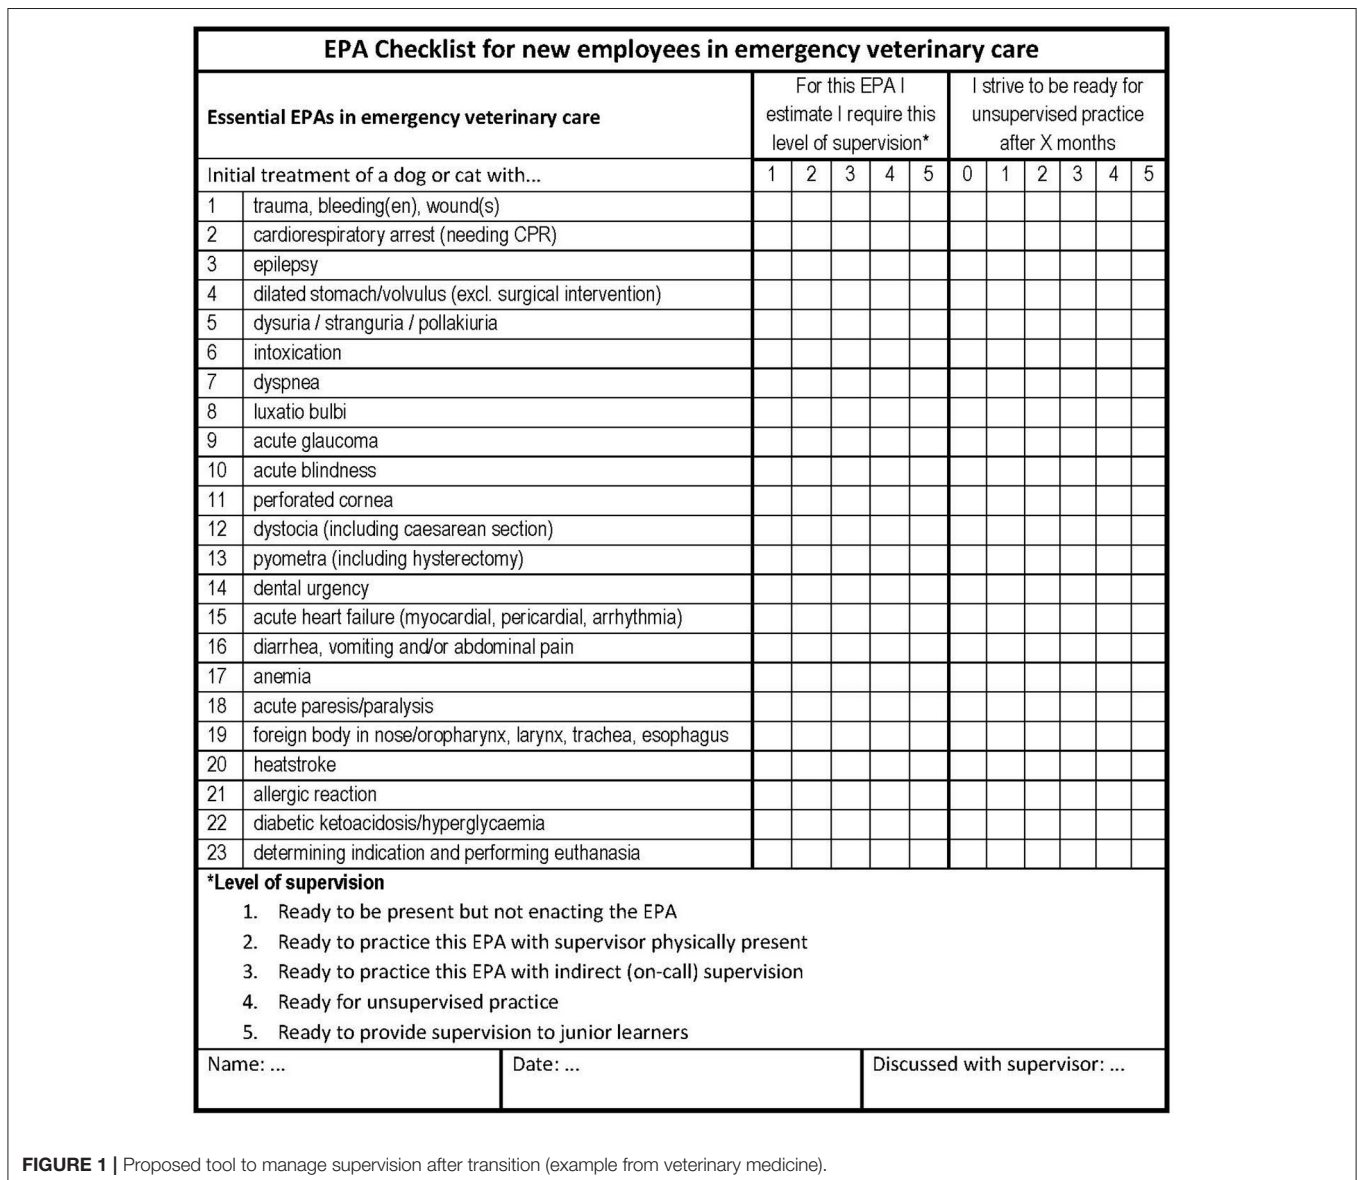 EPA Checklist for new employees in emergency veterinary care
Essential EPAs in emergency veterinary care
For this EPA I
estimate I require this
level of supervision*
I strive to be ready for
unsupervised practice
after X months
Initial treatment of a dog or cat with... 1 2 3 4 5 0 1 2 3 4 5
1 trauma, bleeding(en), wound(s)
2 cardiorespiratory arrest (needing CPR)
3 epilepsy
4 dilated stomach/volvulus (excl. surgical intervention)
5 dysuria / stranguria / pollakiuria
6 intoxication
7 dyspnea
8 luxatio bulbi
9 acute glaucoma
10 acute blindness
11 perforated cornea
12 dystocia (including caesarean section)
13 pyometra (including hysterectomy)
14 dental urgency
15 acute heart failure (myocardial, pericardial, arrhythmia)
16 diarrhea, vomiting and/or abdominal pain
17 anemia
18 acute paresis/paralysis
19 foreign body in nose/oropharynx, larynx, trachea, esophagus
20 heatstroke
21 allergic reaction
22 diabetic ketoacidosis/hyperglycaemia
23 determining indication and performing euthanasia
*Level of supervision
1. Ready to be present but not enacting the EPA
2. Ready to practice this EPA with supervisor physically present
3. Ready to practice this EPA with indirect (on-call) supervision
4. Ready for unsupervised practice
5. Ready to provide supervision to junior learners
Name: ... Date: ... Discussed with supervisor: ...
FIGURE 1 | Proposed tool to manage supervision after transition (example from veterinary medicine).